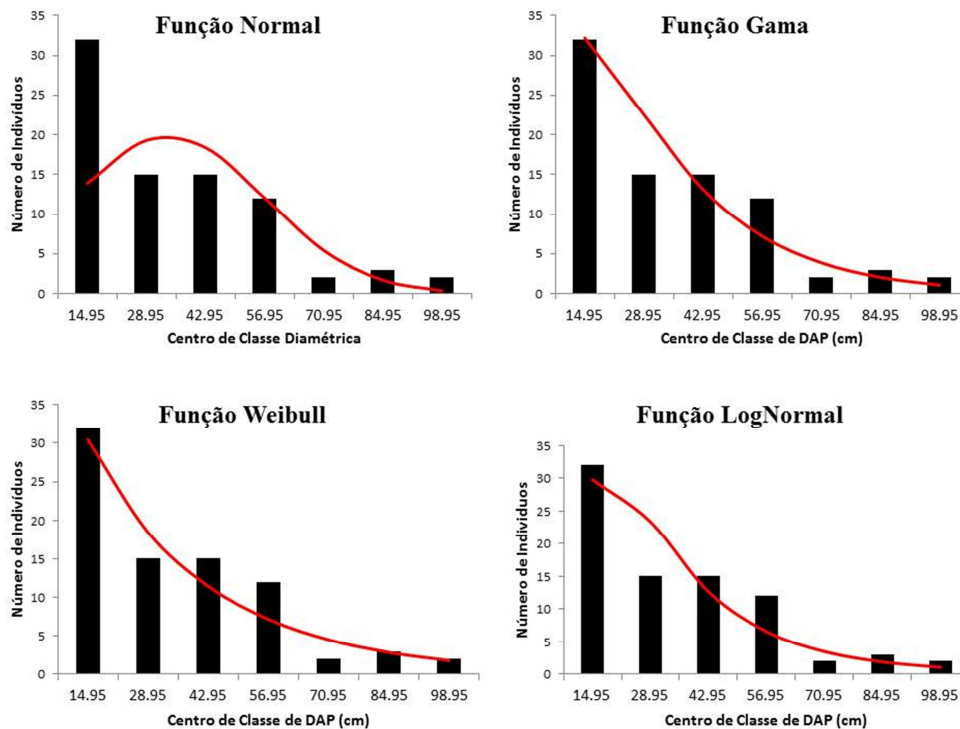 Função Normal
35
30
25
20
15
10
5
0
Número de Indivíduos
14.95 28.95 42.95 56.95 70.95 84.95 98.95
Centro de Classe Diamétrica
Função Gama
35
30
25
20
15
10
5
0
Número de Indivíduos
14.95 28.95 42.95 56.95 70.95 84.95 98.95
Centro de Classe de DAP (cm)
Função Weibull
35
30
25
20
15
10
5
0
Número de Indivíduos
14.95 28.95 42.95 56.95 70.95 84.95 98.95
Centro de Classe de DAP (cm)
Função LogNormal
35
30
25
20
15
10
5
0
Número de Indivíduos
14.95 28.95 42.95 56.95 70.95 84.95 98.95
Centro de Classe de DAP (cm)